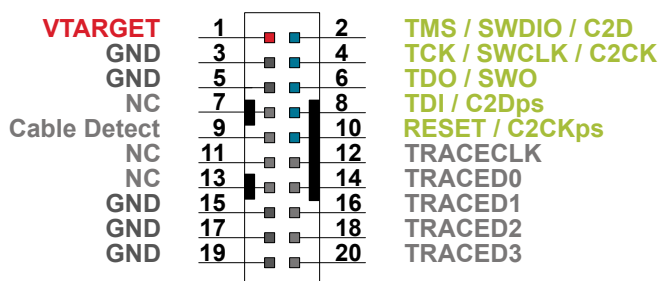 VTARGET 1 2 TMS / SWDIO / C2D
GND 3 4 TCK / SWCLK / C2CK
GND 5 6 TDO / SWO
NC 7 8 TDI / C2Dps
Cable Detect 9 10 RESET / C2CKps
NC 11 12 TRACECLK
NC 13 14 TRACED0
GND 15 16 TRACED1
GND 17 18 TRACED2
GND 19 20 TRACED3